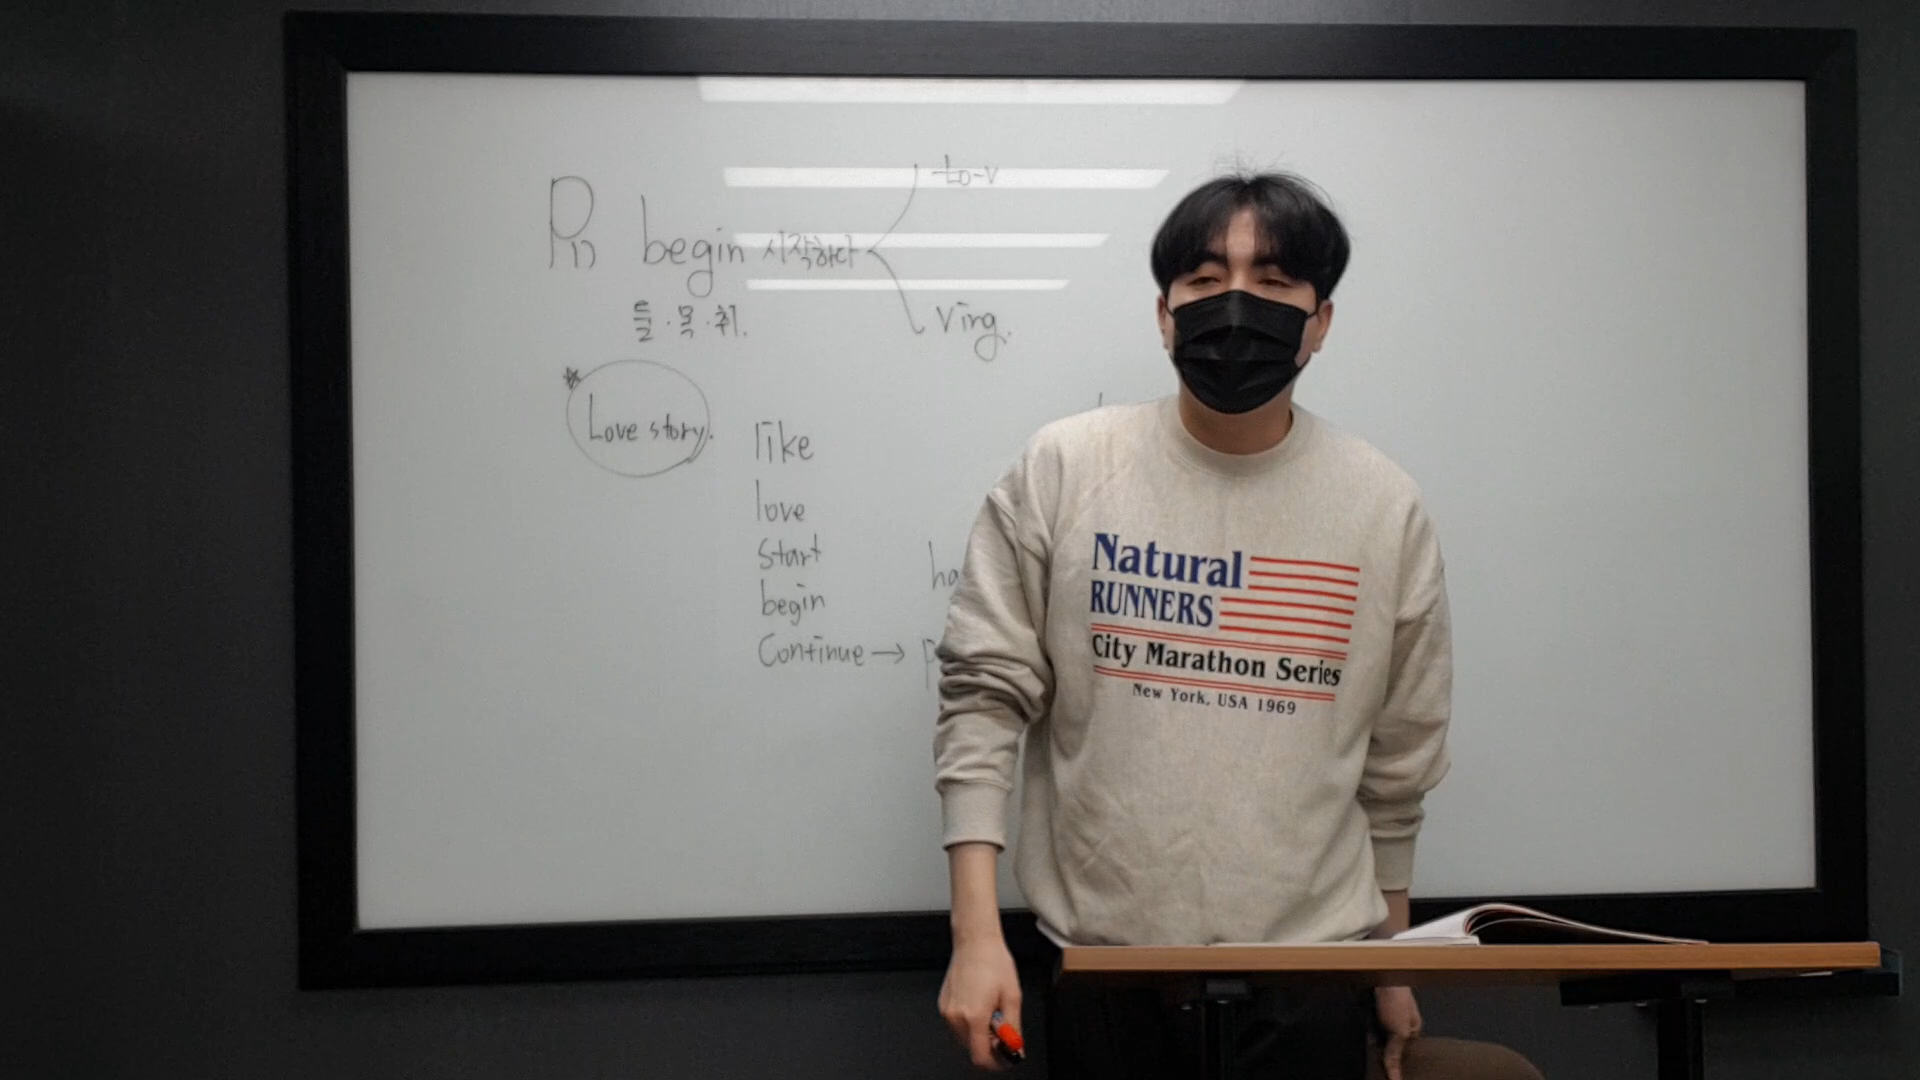 to-v
Pn begin 시작하다
Ving.
들.목.취.
Love story.
like
love
start
begin
Continue →
Natural
RUNNERS
City Marathon Series
New York, USA 1969